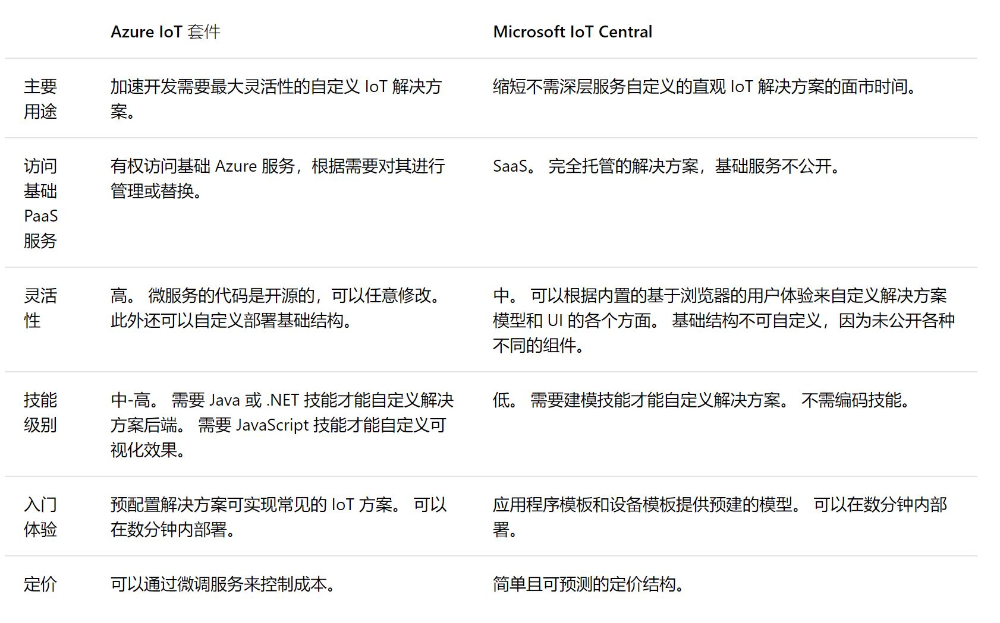 Azure IoT 套件
Microsoft IoT Central
主要
用途
加速开发需要最大灵活性的自定义 IoT 解决方
案。
缩短不需深层服务自定义的直观 IoT 解决方案的面市时间。
访问
基础
PaaS
服务
有权访问基础 Azure 服务，根据需要对其进行
管理或替换。
SaaS。 完全托管的解决方案，基础服务不公开。
灵活
性
高。 微服务的代码是开源的，可以任意修改。
此外还可以自定义部署基础结构。
中。 可以根据内置的基于浏览器的用户体验来自定义解决方案
模型和 UI 的各个方面。 基础结构不可自定义，因为未公开各种
不同的组件。
技能
级别
中-高。 需要 Java 或 .NET 技能才能自定义解决
方案后端。 需要 JavaScript 技能才能自定义可
视化效果。
低。 需要建模技能才能自定义解决方案。 不需编码技能。
入门
体验
预配置解决方案可实现常见的 IoT 方案。 可以
在数分钟内部署。
应用程序模板和设备模板提供预建的模型。 可以在数分钟内部
署。
定价
可以通过微调服务来控制成本。
简单且可预测的定价结构。